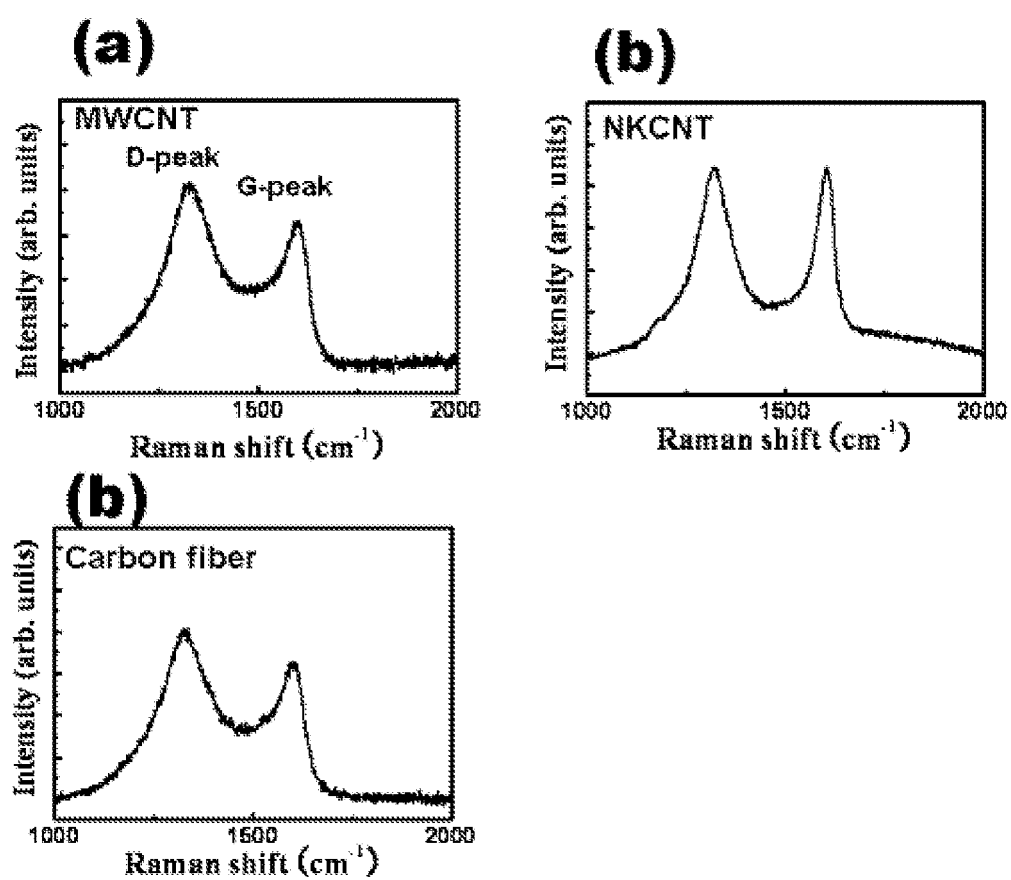 (a)
MWCNT
D-peak
G-peak
Intensity (arb. units)
1000 1500 2000
Raman shift (cm⁻¹)
(b)
NKCNT
Intensity (arb. units)
1000 1500 2000
Raman shift (cm⁻¹)
(b)
Carbon fiber
Intensity (arb. units)
1000 1500 2000
Raman shift (cm⁻¹)